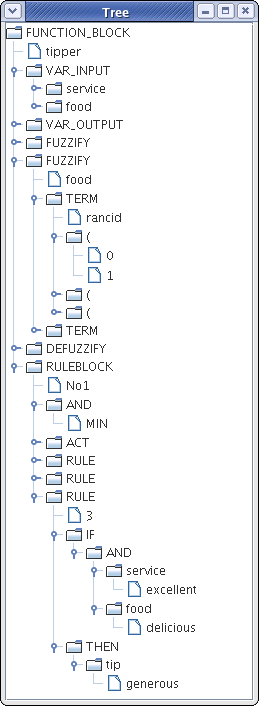 Tree
FUNCTION_BLOCK
tipper
VAR_INPUT
service
food
VAR_OUTPUT
FUZZIFY
FUZZIFY
food
TERM
rancid
(
0
1
(
(
TERM
DEFUZZIFY
RULEBLOCK
No1
AND
MIN
ACT
RULE
RULE
RULE
3
IF
AND
service
excellent
food
delicious
THEN
tip
generous